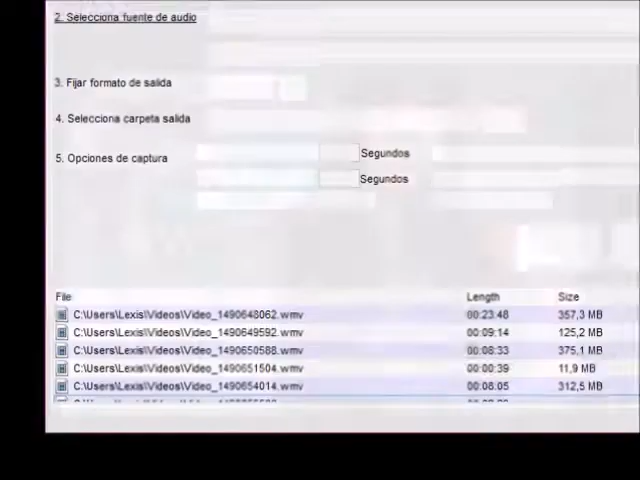 2. Selecciona fuente de audio
3. Fijar formato de salida
4. Selecciona carpeta salida
5. Opciones de captura
Segundos
Segundos
File Length Size
C:\Users\Lexis\Videos\Video_1490648062.wmv 00:23:48 357,3 MB
C:\Users\Lexis\Videos\Video_1490649592.wmv 00:09:14 125,2 MB
C:\Users\Lexis\Videos\Video_1490650588.wmv 00:08:33 375,1 MB
C:\Users\Lexis\Videos\Video_1490651504.wmv 00:00:39 11,9 MB
C:\Users\Lexis\Videos\Video_1490654014.wmv 00:08:05 312,5 MB